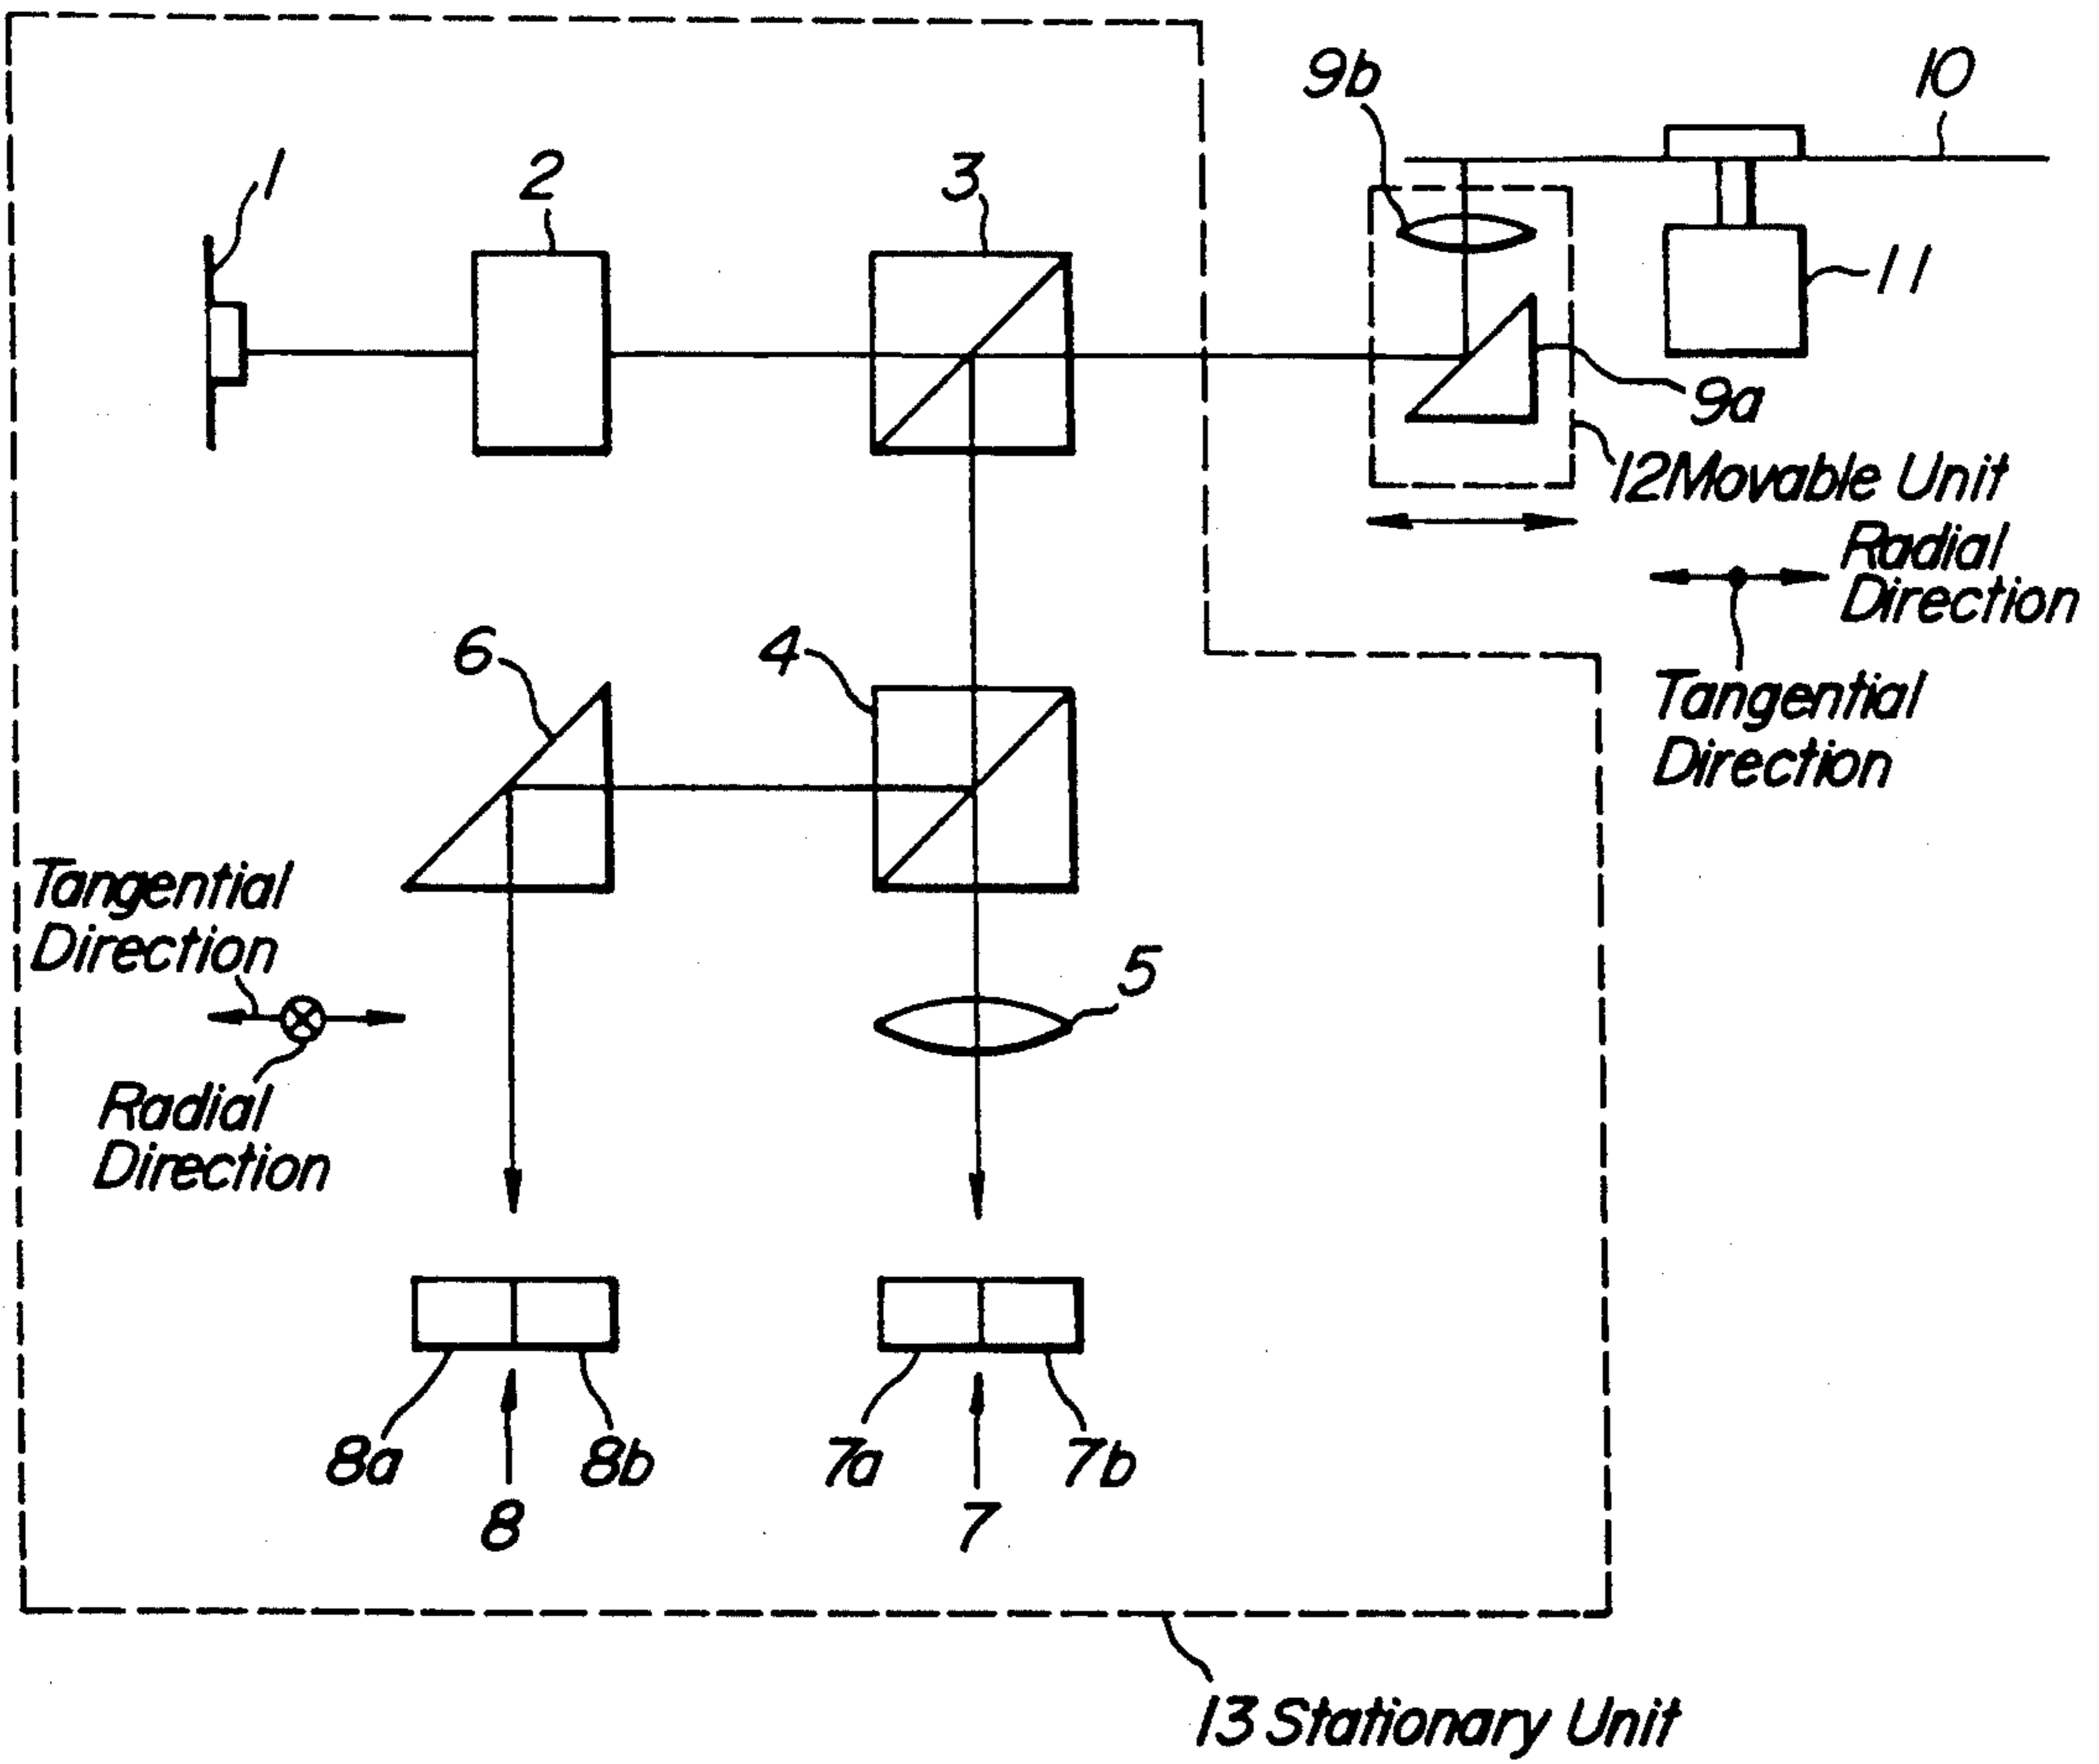 9b
10
1
2
3
11
9a
12 Movable Unit
Radial
Direction
6
4
Tangential
Direction
Tangential
Direction
5
Radial
Direction
8a
8b
7a
7b
8
7
13 Stationary Unit